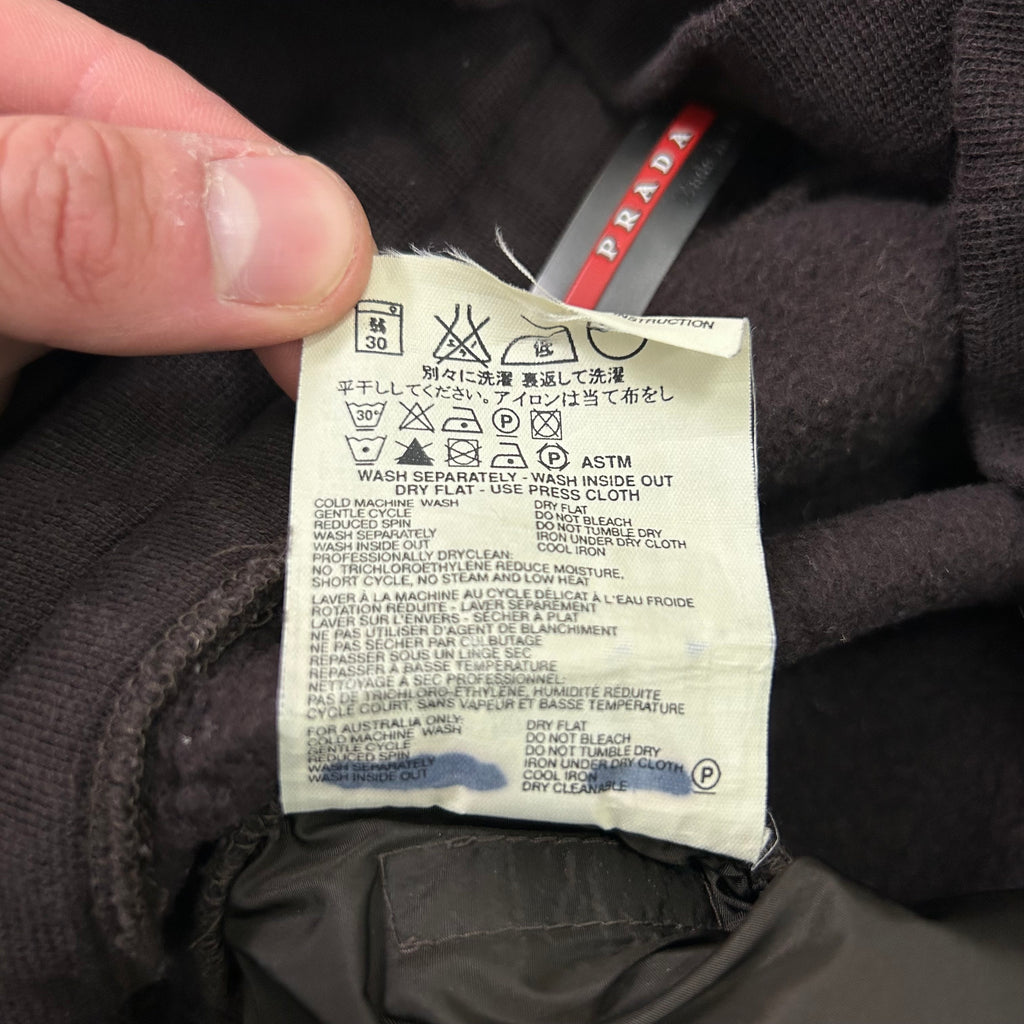 PRADA
INSTRUCTION
30
低
別々に洗濯 裏返して洗濯
平干ししてください。アイロンは当て布をし
30° P
P ASTM
WASH SEPARATELY - WASH INSIDE OUT
DRY FLAT - USE PRESS CLOTH
COLD MACHINE WASH
GENTLE CYCLE
REDUCED SPIN
WASH SEPARATELY
WASH INSIDE OUT
DRY FLAT
DO NOT BLEACH
DO NOT TUMBLE DRY
IRON UNDER DRY CLOTH
COOL IRON
PROFESSIONALLY DRYCLEAN:
NO TRICHLOROETHYLENE REDUCE MOISTURE,
SHORT CYCLE, NO STEAM AND LOW HEAT
LAVER À LA MACHINE AU CYCLE DÉLICAT À L'EAU FROIDE
ROTATION RÉDUITE - LAVER SÉPAREMENT
LAVER SUR L'ENVERS - SÉCHER À PLAT
NE PAS UTILISER D'AGENT DE BLANCHIMENT
NE PAS SÉCHER PAR CULBUTAGE
REPASSER SOUS UN LINGE SEC
REPASSER À BASSE TEMPÉRATURE
NETTOYAGE À SEC PROFESSIONNEL:
PAS DE TRICHLORO-ÉTHYLÈNE, HUMIDITÉ RÉDUITE
CYCLE COURT, SANS VAPEUR ET BASSE TEMPÉRATURE
FOR AUSTRALIA ONLY:
COLD MACHINE WASH
GENTLE CYCLE
REDUCED SPIN
WASH SEPARATELY
WASH INSIDE OUT
DRY FLAT
DO NOT BLEACH
DO NOT TUMBLE DRY
IRON UNDER DRY CLOTH
COOL IRON
DRY CLEANABLE
P